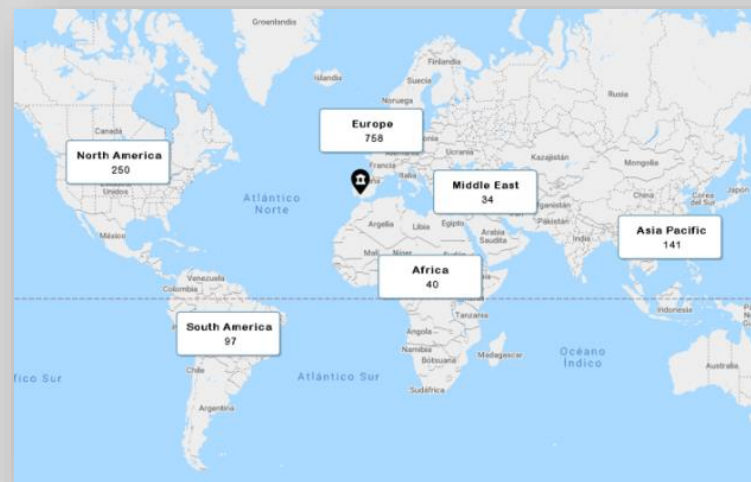 Groenlandia
Islandia
Finlandia
Suecia
Noruega
Rusia
Canadá
North America
250
Unidos
México
Europe
758
Ucrania
Francia
Italia
Kazajistán
Mongolia
Atlántico
Norte
Middle East
34
China
Corea
del Sur
Japón
Asia Pacific
141
Argelia
Libia
Egipto
Arabia
Saudita
Pakistán
India
Africa
40
Venezuela
Colombia
South America
97
Tanzania
Angola
Namibia
Botsuana
Madagascar
Sudáfrica
Indonesia
Océano
Índico
Australia
Chile
Argentina
Atlántico Sur